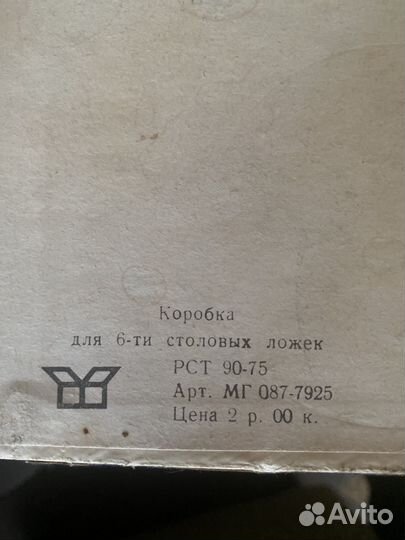 Коробка
для 6-ти столовых ложек
РСТ 90-75
Арт. МГ 087-7925
Цена 2 р. 00 к.
Avito